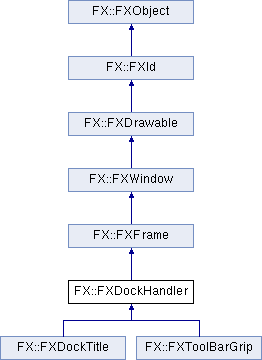 FX::FXObject
FX::FXId
FX::FXDrawable
FX::FXWindow
FX::FXFrame
FX::FXDockHandler
FX::FXDockTitle
FX::FXToolBarGrip